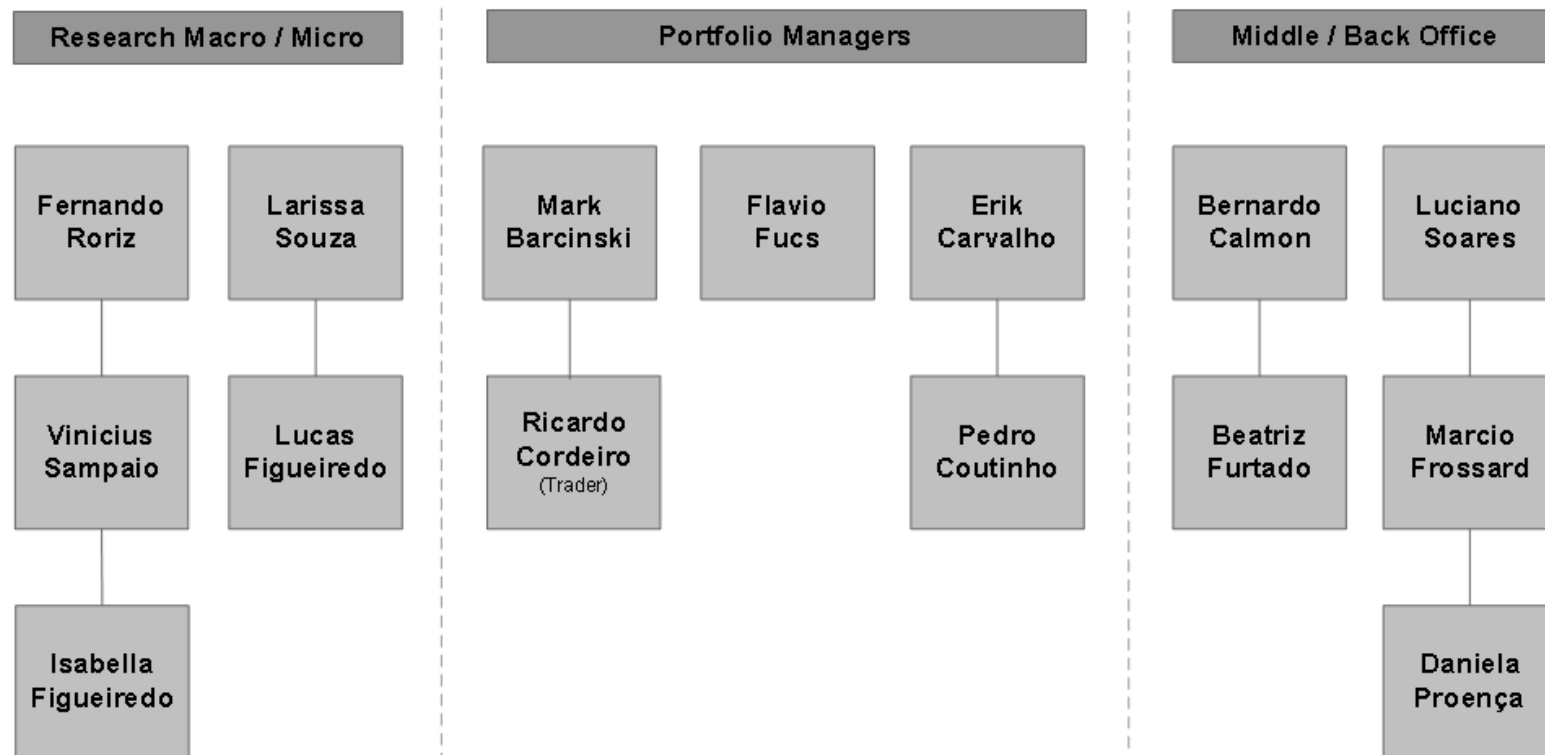 Research Macro / Micro
Portfolio Managers
Middle / Back Office
Fernando
Roriz
Larissa
Souza
Mark
Barcinski
Flavio
Fucs
Erik
Carvalho
Bernardo
Calmon
Luciano
Soares
Vinicius
Sampaio
Lucas
Figueiredo
Ricardo
Cordeiro
(Trader)
Pedro
Coutinho
Beatriz
Furtado
Marcio
Frossard
Isabella
Figueiredo
Daniela
Proença